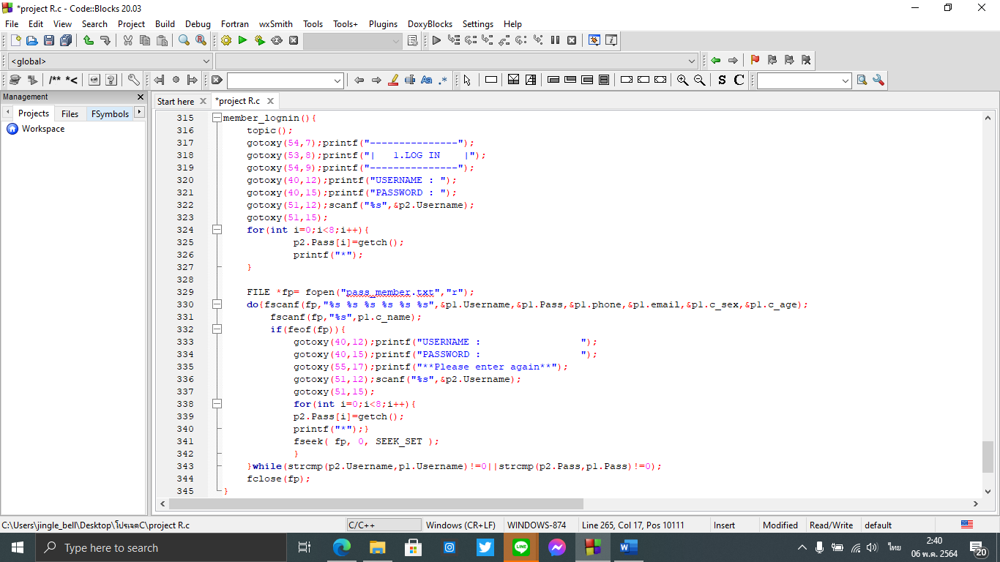 *project R.c - Code::Blocks 20.03
File Edit View Search Project Build Debug Fortran wxSmith Tools Tools+ Plugins DoxyBlocks Settings Help
<global>
/** *< Aa .* S C
Management
Start here *project R.c
Projects Files FSymbols
Workspace
315 member_lognin(){
316 topic();
317 gotoxy(54,7);printf("---------------");
318 gotoxy(53,8);printf("|   1.LOG IN    |");
319 gotoxy(54,9);printf("---------------");
320 gotoxy(40,12);printf("USERNAME : ");
321 gotoxy(40,15);printf("PASSWORD : ");
322 gotoxy(51,12);scanf("%s",&p2.Username);
323 gotoxy(51,15);
324 for(int i=0;i<8;i++){
325 p2.Pass[i]=getch();
326 printf("*");
327 }
328
329 FILE *fp= fopen("pass_member.txt","r");
330 do{fscanf(fp,"%s %s %s %s %s %s",&p1.Username,&p1.Pass,&p1.phone,&p1.email,&p1.c_sex,&p1.c_age);
331 fscanf(fp,"%s",p1.c_name);
332 if(feof(fp)){
333 gotoxy(40,12);printf("USERNAME :                 ");
334 gotoxy(40,15);printf("PASSWORD :                 ");
335 gotoxy(55,17);printf("**Please enter again**");
336 gotoxy(51,12);scanf("%s",&p2.Username);
337 gotoxy(51,15);
338 for(int i=0;i<8;i++){
339 p2.Pass[i]=getch();
340 printf("*");}
341 fseek( fp, 0, SEEK_SET );
342 }
343 }while(strcmp(p2.Username,p1.Username)!=0||strcmp(p2.Pass,p1.Pass)!=0);
344 fclose(fp);
345 }
C:\Users\jingle_bell\Desktop\โปรเจคC\project R.c C/C++ Windows (CR+LF) WINDOWS-874 Line 265, Col 17, Pos 10111 Insert Modified Read/Write default
Type here to search
LINE
W
ไทย
2:40
06 พ.ค. 2564
20